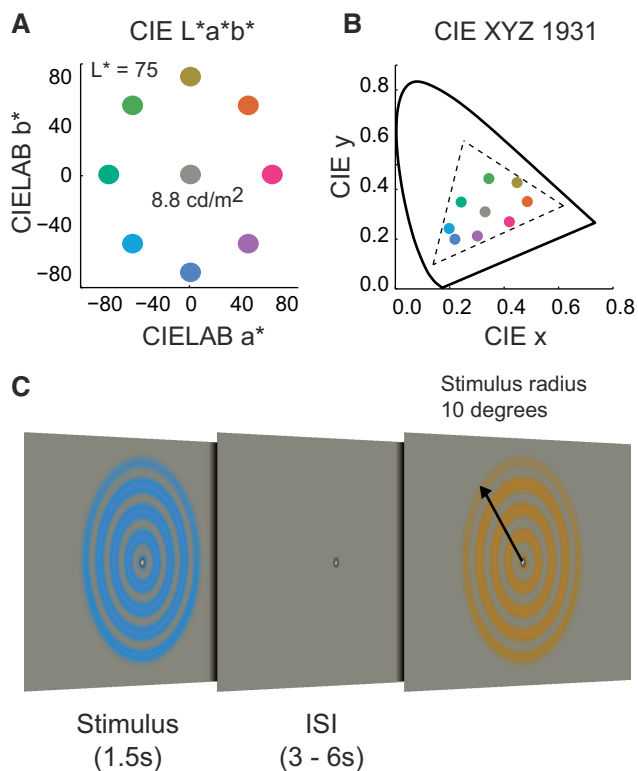 A
CIE L*a*b*
L* = 75
80
40
0
−40
−80
CIELAB b*
8.8 cd/m2
−80
−40
0
40
80
CIELAB a*
B
CIE XYZ 1931
0.8
0.6
0.4
0.2
0.0
CIE y
0.0
0.2
0.4
0.6
0.8
CIE x
C
Stimulus radius
10 degrees
Stimulus
(1.5s)
ISI
(3 - 6s)